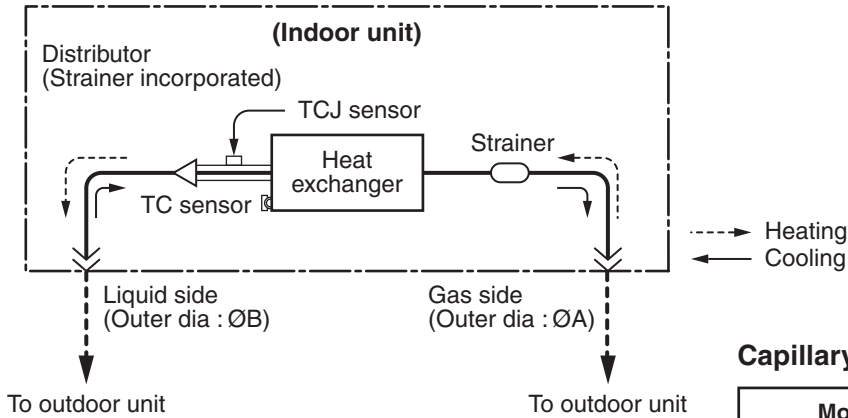 (Indoor unit)
Distributor
(Strainer incorporated)
TCJ sensor
Strainer
Heat
exchanger
TC sensor
Heating
Cooling
Liquid side
(Outer dia : ØB)
Gas side
(Outer dia : ØA)
Capillary
To outdoor unit
To outdoor unit